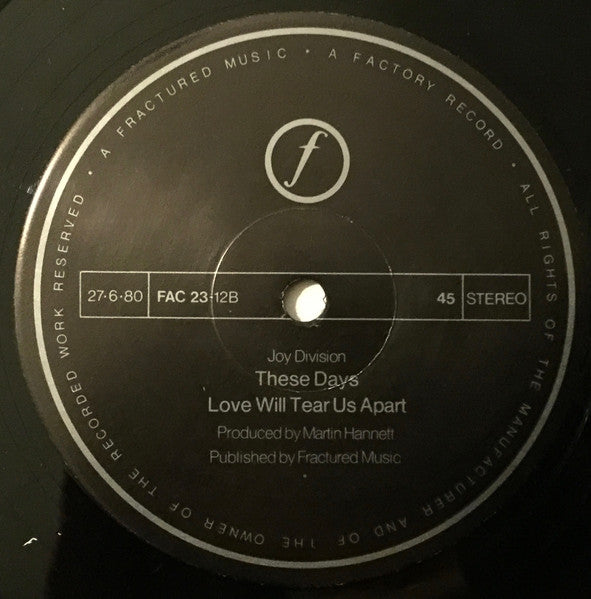 A FRACTURED MUSIC • A FACTORY RECORD • ALL RIGHTS OF THE MANUFACTURER AND OF THE OWNER OF THE RECORDED WORK RESERVED •
f
27·6·80 FAC 23-12B 45 STEREO
Joy Division
These Days
Love Will Tear Us Apart
Produced by Martin Hannett
Published by Fractured Music